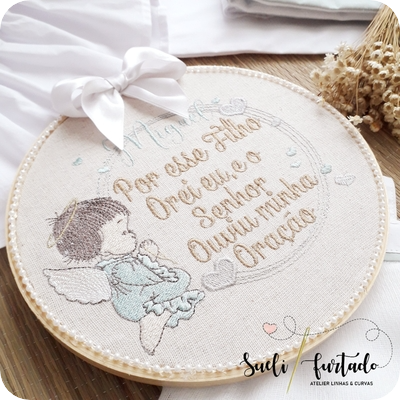 Miguel
Por esse Filho
Orei eu, e o
Senhor
Ouviu minha
Oração
Sueli furtado
ATELIER LINHAS & CURVAS